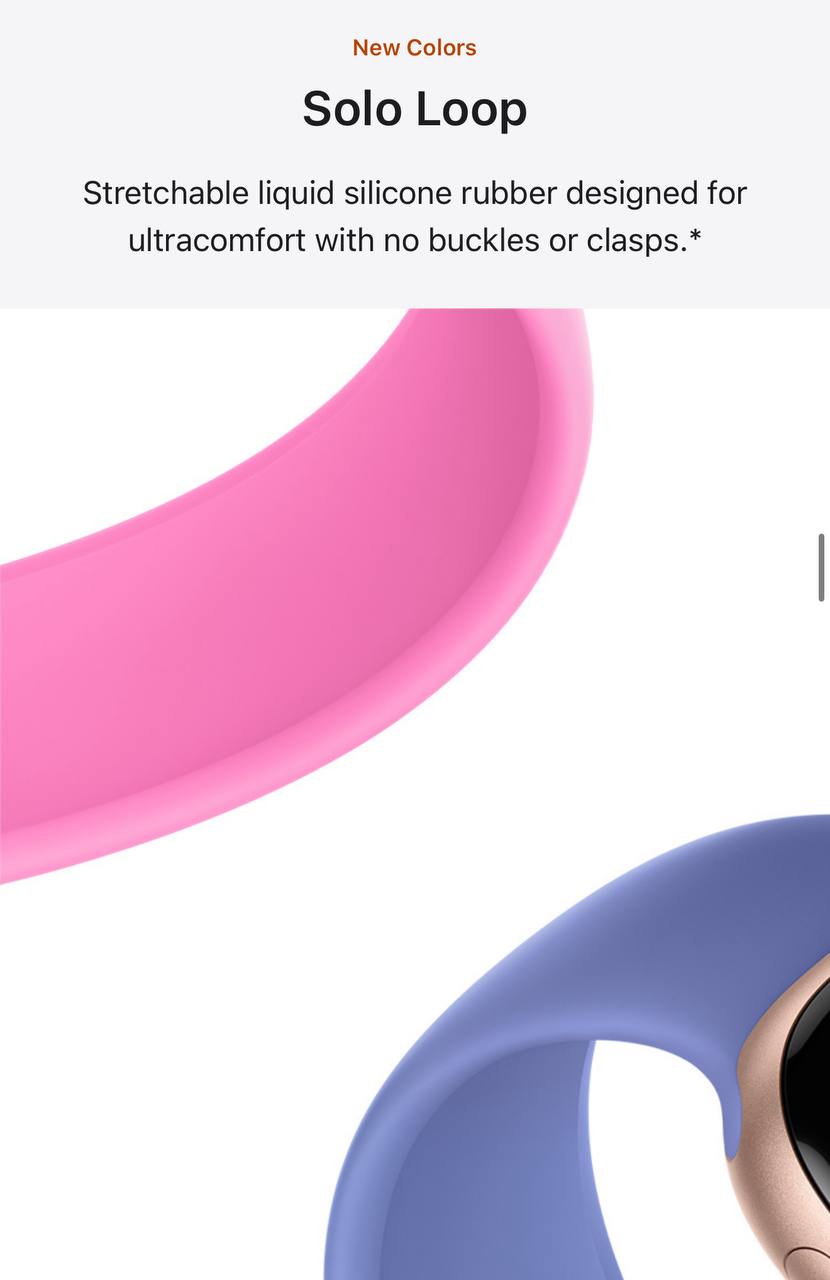 New Colors
Solo Loop
Stretchable liquid silicone rubber designed for
ultracomfort with no buckles or clasps.*